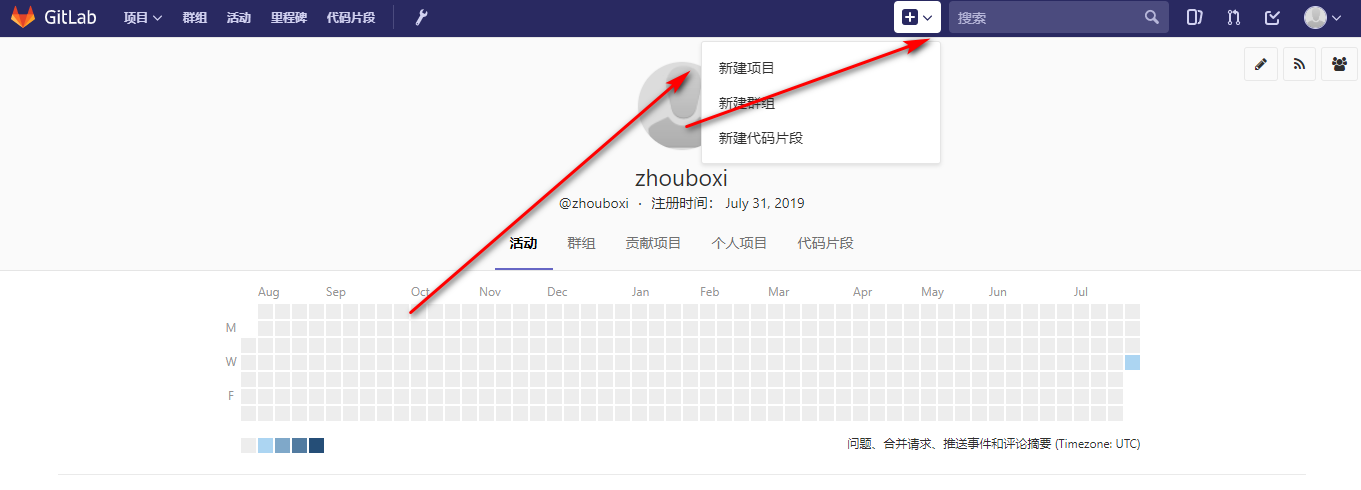 GitLab 项目 群组 活动 里程碑 代码片段 搜索
新建项目
新建群组
新建代码片段
zhouboxi
@zhouboxi · 注册时间： July 31, 2019
活动 群组 贡献项目 个人项目 代码片段
Aug Sep Oct Nov Dec Jan Feb Mar Apr May Jun Jul
M
W
F
问题、合并请求、推送事件和评论摘要 (Timezone: UTC)